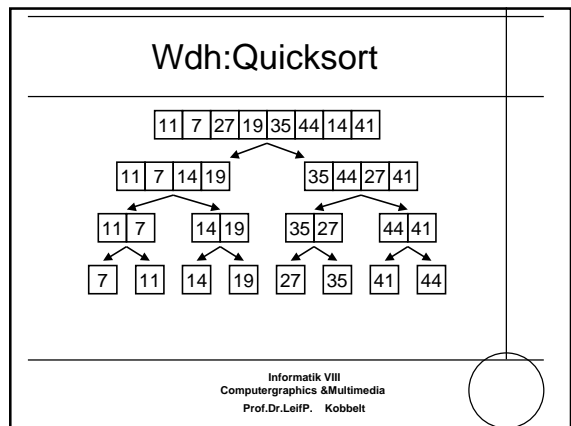 Wdh:Quicksort
11 7 27 19 35 44 14 41
11 7 14 19 35 44 27 41
11 7 14 19 35 27 44 41
7 11 14 19 27 35 41 44
Informatik VIII
Computergraphics &Multimedia
Prof.Dr.LeifP. Kobbelt